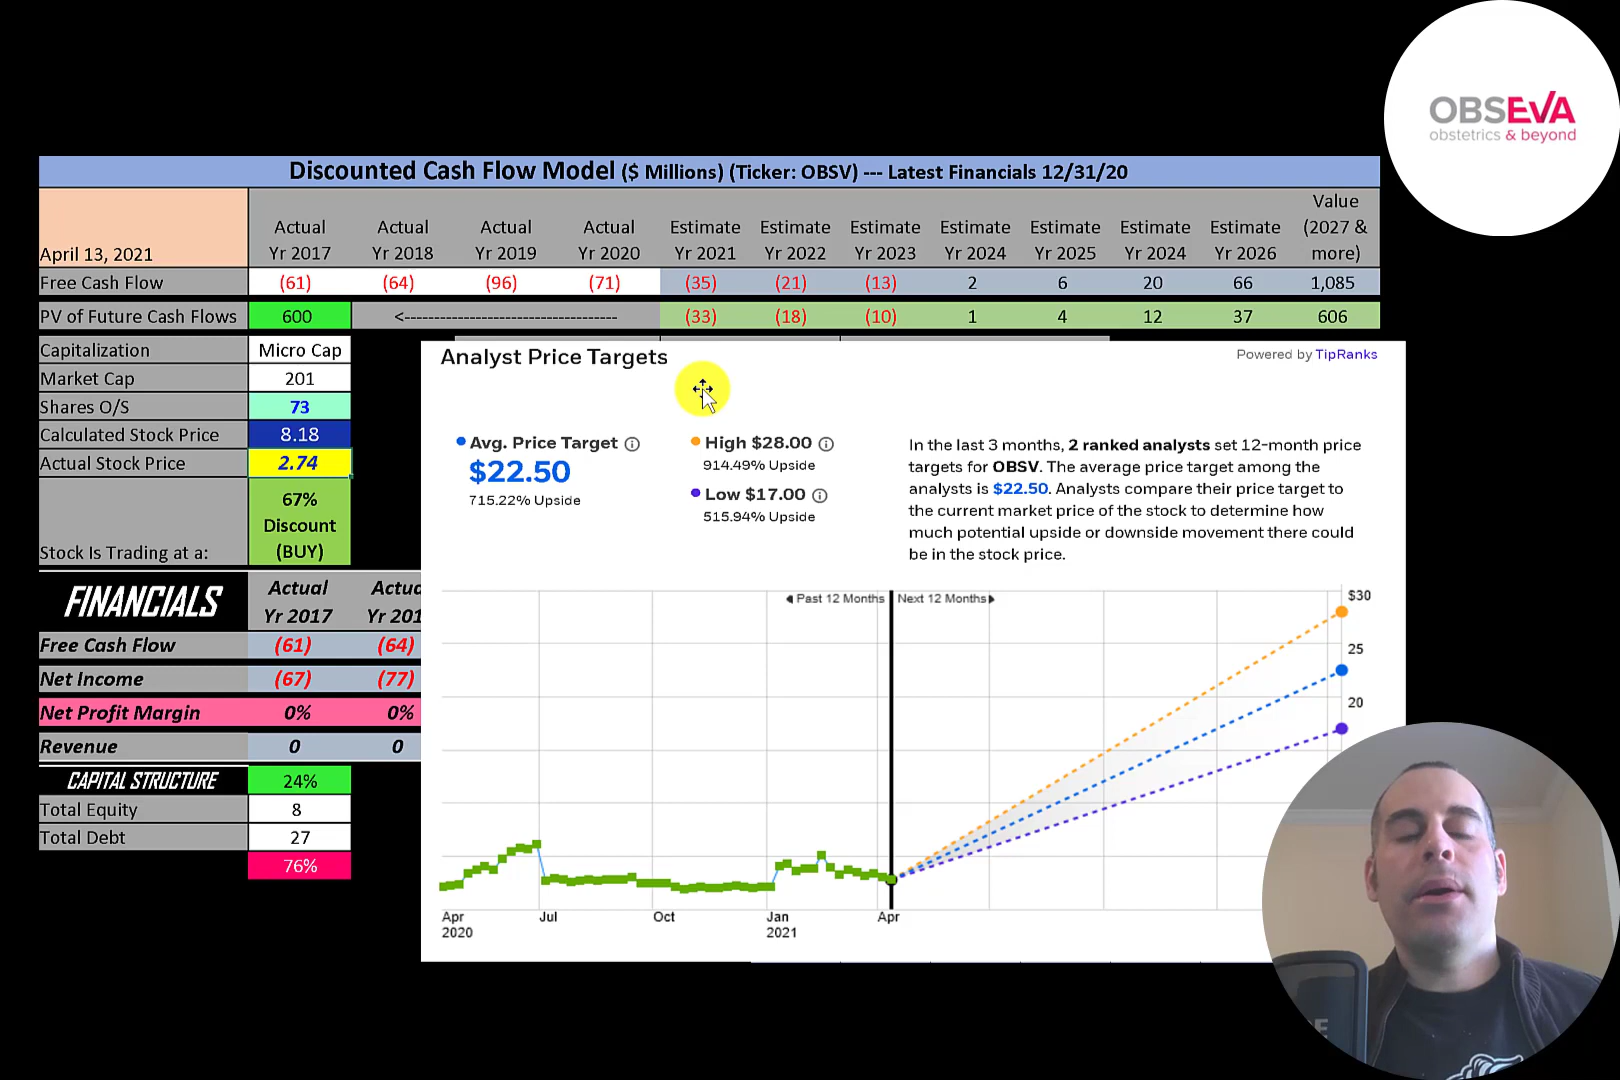 OBSEVA
obstetrics & beyond
Discounted Cash Flow Model ($ Millions) (Ticker: OBSV) --- Latest Financials 12/31/20
April 13, 2021 Actual Yr 2017 Actual Yr 2018 Actual Yr 2019 Actual Yr 2020 Estimate Yr 2021 Estimate Yr 2022 Estimate Yr 2023 Estimate Yr 2024 Estimate Yr 2025 Estimate Yr 2024 Estimate Yr 2026 Value (2027 & more)
Free Cash Flow (61) (64) (96) (71) (35) (21) (13) 2 6 20 66 1,085
PV of Future Cash Flows 600 <------------------------------------ (33) (18) (10) 1 4 12 37 606
Capitalization Micro Cap
Market Cap 201
Shares O/S 73
Calculated Stock Price 8.18
Actual Stock Price 2.74
Stock Is Trading at a: 67% Discount (BUY)
FINANCIALS Actual Yr 2017
Free Cash Flow (61) (64)
Net Income (67) (77)
Net Profit Margin 0% 0%
Revenue 0 0
CAPITAL STRUCTURE 24%
Total Equity 8
Total Debt 27
76%
Analyst Price Targets
Powered by TipRanks
Avg. Price Target
$22.50
715.22% Upside
High $28.00
914.49% Upside
Low $17.00
515.94% Upside
In the last 3 months, 2 ranked analysts set 12-month price
targets for OBSV. The average price target among the
analysts is $22.50. Analysts compare their price target to
the current market price of the stock to determine how
much potential upside or downside movement there could
be in the stock price.
Past 12 Months Next 12 Months
$30
25
20
Apr 2020 Jul Oct Jan 2021 Apr